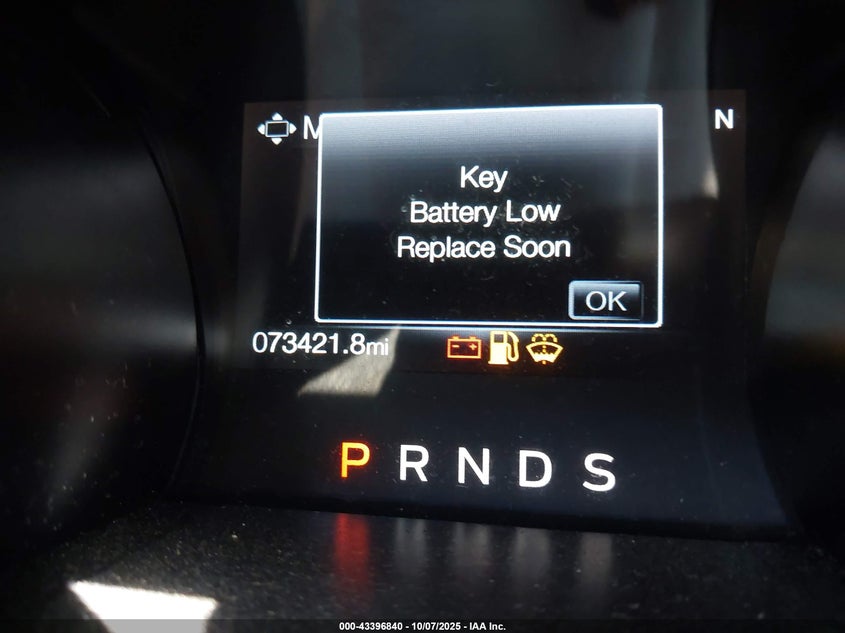 M
N
Key
Battery Low
Replace Soon
OK
073421.8mi
P R N D S
000-43396840 - 10/07/2025 - IAA Inc.